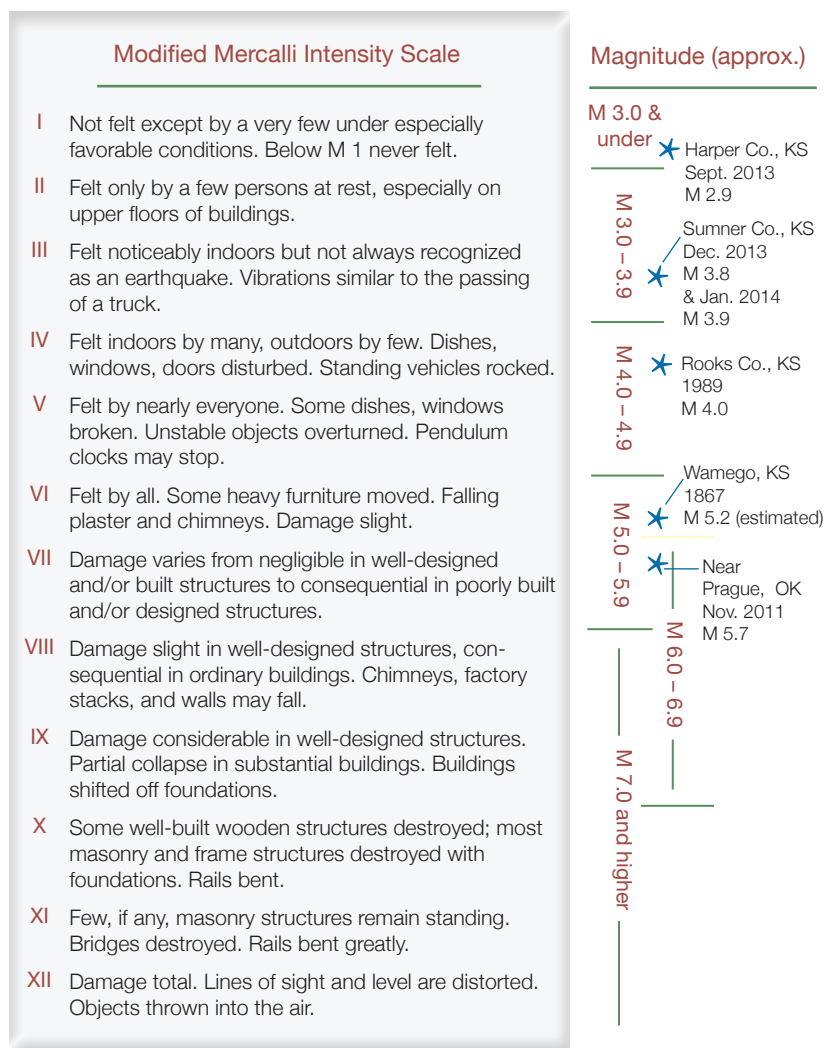 Modified Mercalli Intensity Scale
I Not felt except by a very few under especially
favorable conditions. Below M 1 never felt.
II Felt only by a few persons at rest, especially on
upper floors of buildings.
III Felt noticeably indoors but not always recognized
as an earthquake. Vibrations similar to the passing
of a truck.
IV Felt indoors by many, outdoors by few. Dishes,
windows, doors disturbed. Standing vehicles rocked.
V Felt by nearly everyone. Some dishes, windows
broken. Unstable objects overturned. Pendulum
clocks may stop.
VI Felt by all. Some heavy furniture moved. Falling
plaster and chimneys. Damage slight.
VII Damage varies from negligible in well-designed
and/or built structures to consequential in poorly built
and/or designed structures.
VIII Damage slight in well-designed structures, con-
sequential in ordinary buildings. Chimneys, factory
stacks, and walls may fall.
IX Damage considerable in well-designed structures.
Partial collapse in substantial buildings. Buildings
shifted off foundations.
X Some well-built wooden structures destroyed; most
masonry and frame structures destroyed with
foundations. Rails bent.
XI Few, if any, masonry structures remain standing.
Bridges destroyed. Rails bent greatly.
XII Damage total. Lines of sight and level are distorted.
Objects thrown into the air.
Magnitude (approx.)
M 3.0 &
under
Harper Co., KS
Sept. 2013
M 2.9
M 3.0 – 3.9
Sumner Co., KS
Dec. 2013
M 3.8
& Jan. 2014
M 3.9
M 4.0 – 4.9
Rooks Co., KS
1989
M 4.0
M 5.0 – 5.9
Wamego, KS
1867
M 5.2 (estimated)
Near
Prague, OK
Nov. 2011
M 5.7
M 6.0 – 6.9
M 7.0 and higher